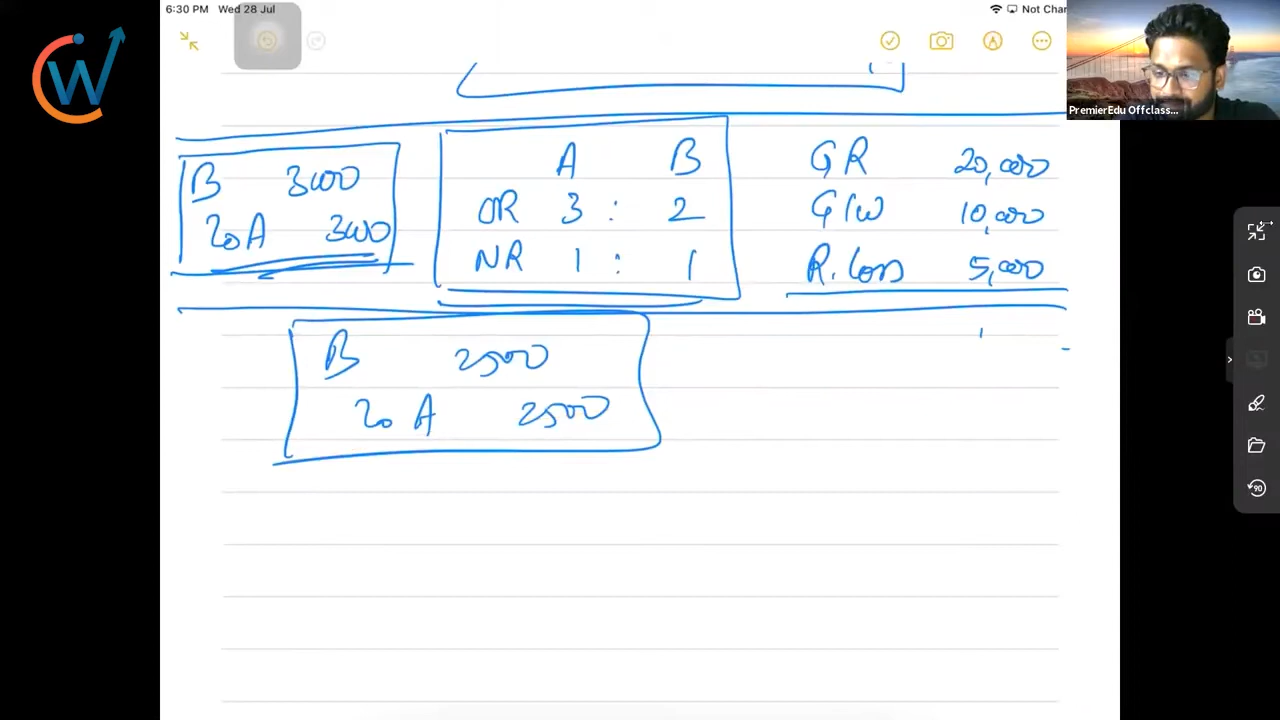 6:30 PM Wed 28 Jul
Not Char
W
PremierEdu Offclass...
A B
B 3000
OR 3 : 2
To A 3000
NR 1 : 1
GR 20,000
G/W 10,000
R. Loss 5,000
B 2500
To A 2500
90